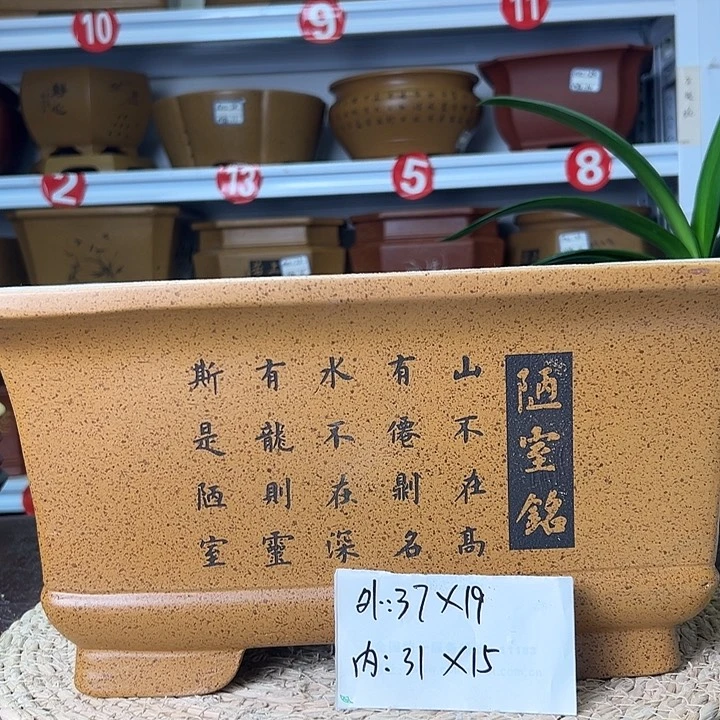 10
9
11
2
13
5
8
陋室銘
山不在高
有僊剆名
水不在深
有龍則靈
斯是陋室
外:37×19
内:31×15